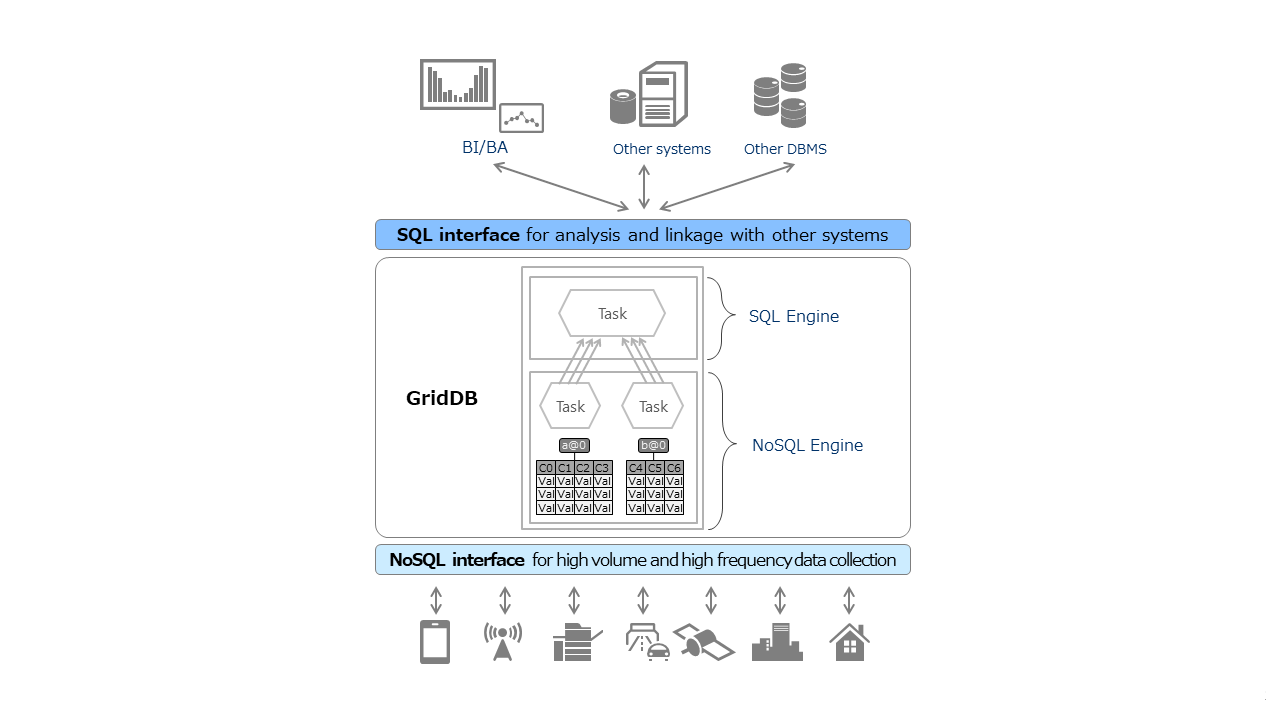 BI/BA
Other systems
Other DBMS
SQL interface for analysis and linkage with other systems
Task
SQL Engine
GridDB
Task
Task
NoSQL Engine
a@0
b@0
C0 C1 C2 C3
Val Val Val Val
Val Val Val Val
Val Val Val Val
C4 C5 C6
Val Val Val
Val Val Val
Val Val Val
NoSQL interface for high volume and high frequency data collection